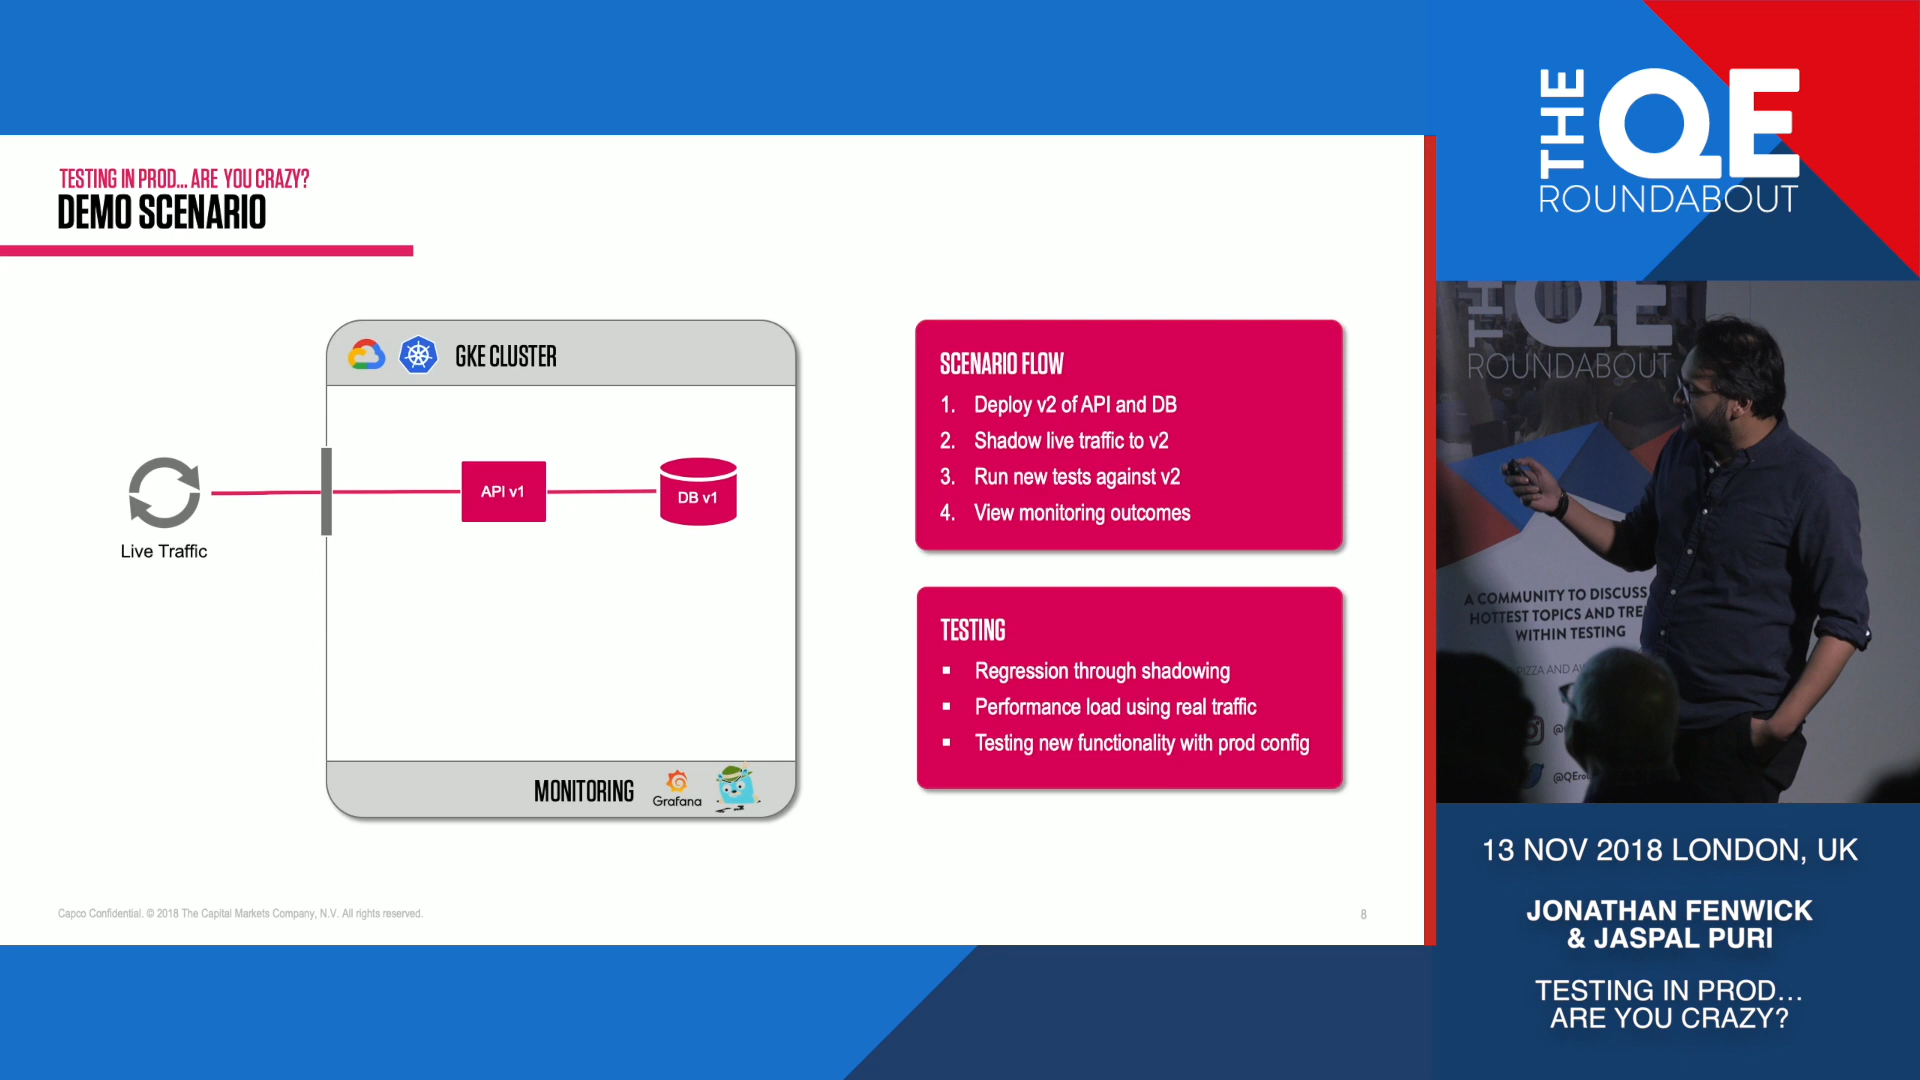 TESTING IN PROD... ARE YOU CRAZY?
DEMO SCENARIO
GKE CLUSTER
Live Traffic
API v1
DB v1
MONITORING
Grafana
SCENARIO FLOW
1. Deploy v2 of API and DB
2. Shadow live traffic to v2
3. Run new tests against v2
4. View monitoring outcomes
TESTING
▪ Regression through shadowing
▪ Performance load using real traffic
▪ Testing new functionality with prod config
Capco Confidential. © 2018 The Capital Markets Company, N.V. All rights reserved.
8
THE QE
ROUNDABOUT
QE
ROUNDABOUT
A COMMUNITY TO DISCUSS
HOTTEST TOPICS AND
WITHIN TESTING
PIZZA AND
13 NOV 2018 LONDON, UK
JONATHAN FENWICK
& JASPAL PURI
TESTING IN PROD...
ARE YOU CRAZY?